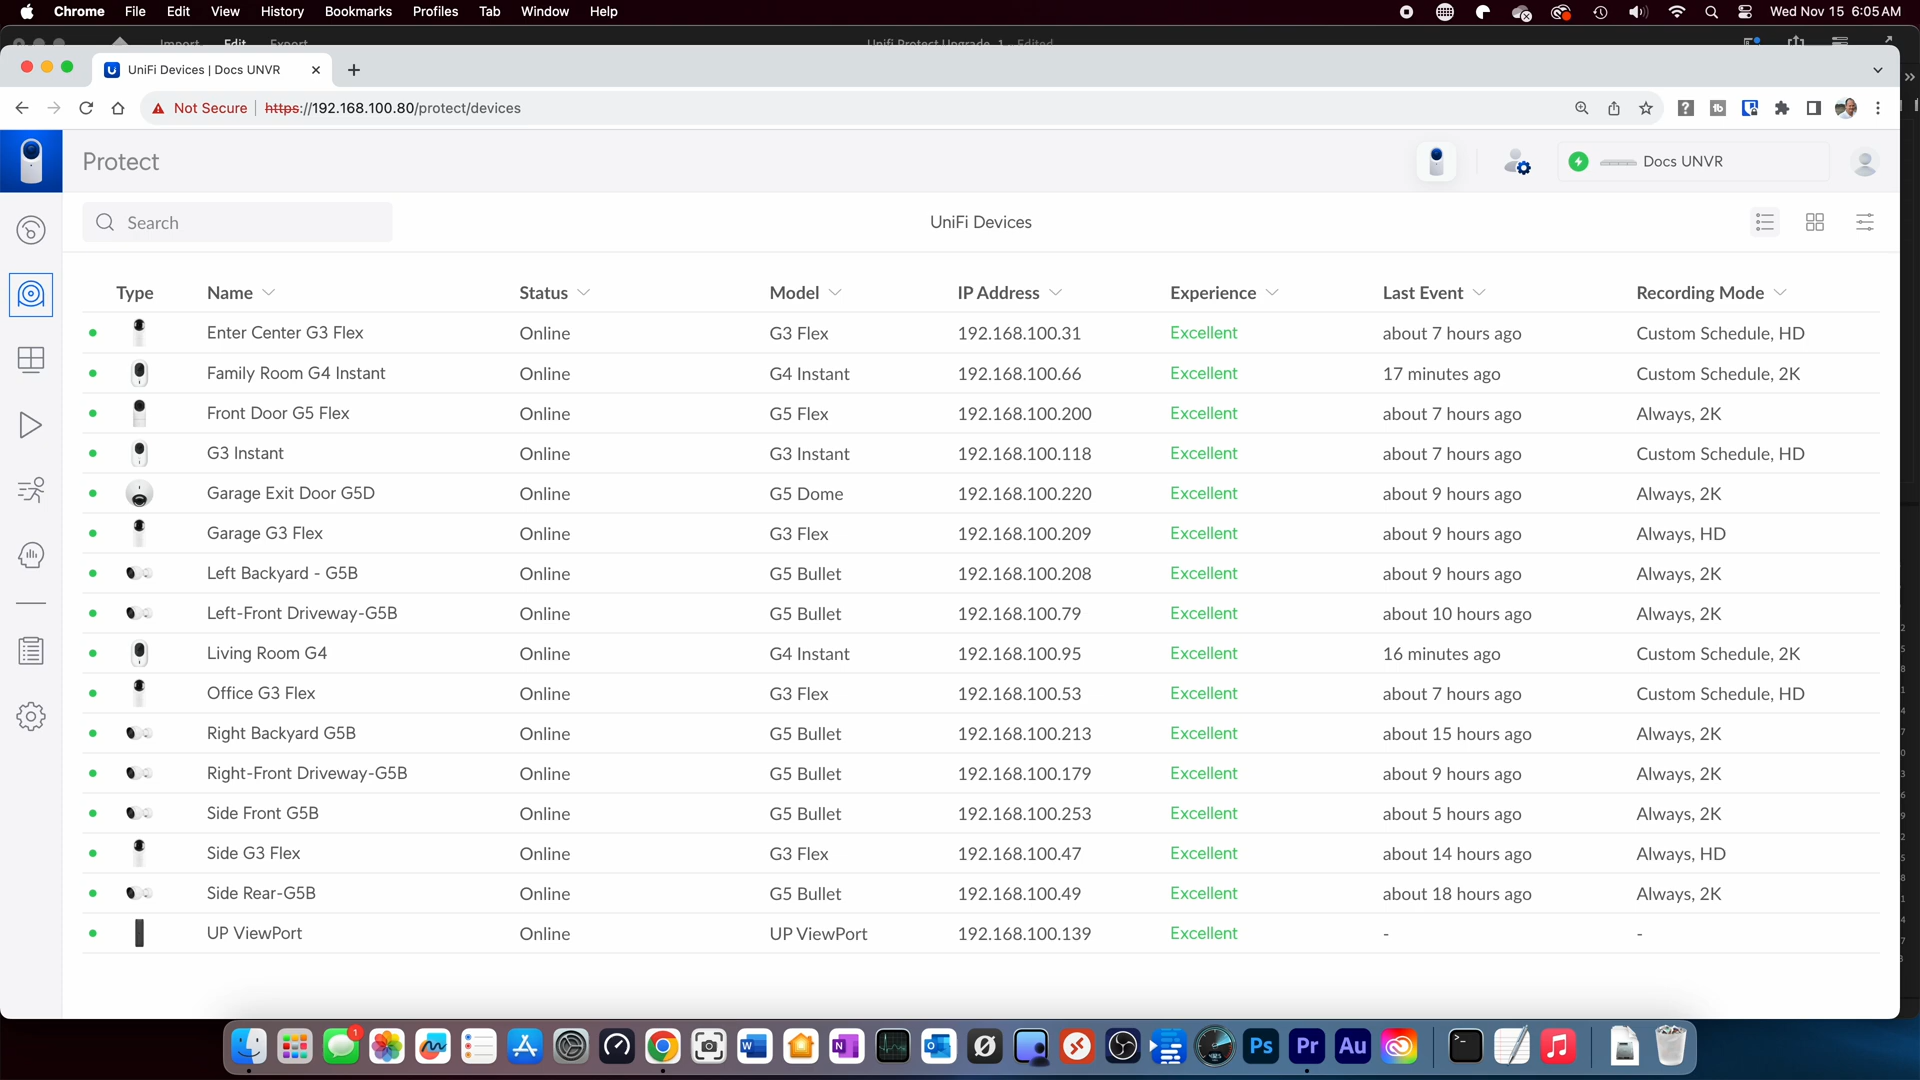 Chrome File Edit View History Bookmarks Profiles Tab Window Help Wed Nov 15 6:05 AM
Import Edit Export Unifi Protect Upgrade_1 - Edited
UniFi Devices | Docs UNVR
Not Secure https://192.168.100.80/protect/devices
Protect Docs UNVR
Search UniFi Devices
Type Name Status Model IP Address Experience Last Event Recording Mode
Enter Center G3 Flex Online G3 Flex 192.168.100.31 Excellent about 7 hours ago Custom Schedule, HD
Family Room G4 Instant Online G4 Instant 192.168.100.66 Excellent 17 minutes ago Custom Schedule, 2K
Front Door G5 Flex Online G5 Flex 192.168.100.200 Excellent about 7 hours ago Always, 2K
G3 Instant Online G3 Instant 192.168.100.118 Excellent about 7 hours ago Custom Schedule, HD
Garage Exit Door G5D Online G5 Dome 192.168.100.220 Excellent about 9 hours ago Always, 2K
Garage G3 Flex Online G3 Flex 192.168.100.209 Excellent about 9 hours ago Always, HD
Left Backyard - G5B Online G5 Bullet 192.168.100.208 Excellent about 9 hours ago Always, 2K
Left-Front Driveway-G5B Online G5 Bullet 192.168.100.79 Excellent about 10 hours ago Always, 2K
Living Room G4 Online G4 Instant 192.168.100.95 Excellent 16 minutes ago Custom Schedule, 2K
Office G3 Flex Online G3 Flex 192.168.100.53 Excellent about 7 hours ago Custom Schedule, HD
Right Backyard G5B Online G5 Bullet 192.168.100.213 Excellent about 15 hours ago Always, 2K
Right-Front Driveway-G5B Online G5 Bullet 192.168.100.179 Excellent about 9 hours ago Always, 2K
Side Front G5B Online G5 Bullet 192.168.100.253 Excellent about 5 hours ago Always, 2K
Side G3 Flex Online G3 Flex 192.168.100.47 Excellent about 14 hours ago Always, HD
Side Rear-G5B Online G5 Bullet 192.168.100.49 Excellent about 18 hours ago Always, 2K
UP ViewPort Online UP ViewPort 192.168.100.139 Excellent - -
1
W N Ps Pr Au